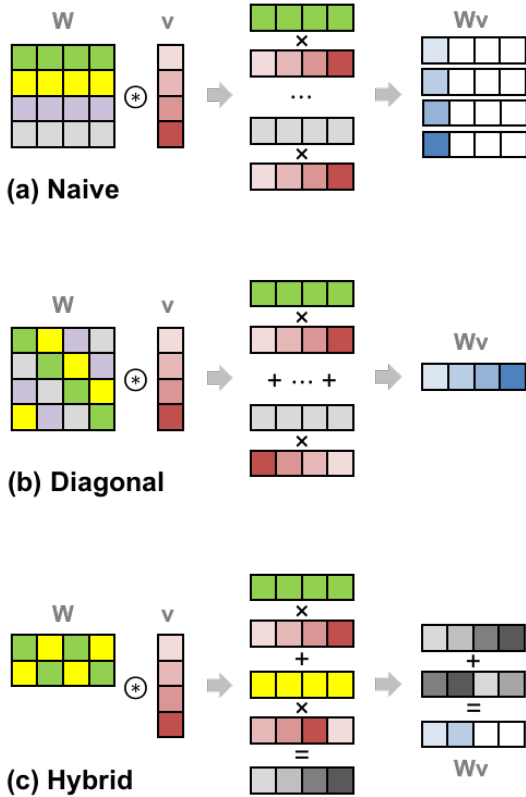 W v Wv
⊛
×
...
×
(a) Naive
W v
Wv
×
⊛ + ... +
×
(b) Diagonal
W v
×
+
+
⊛
×
=
=
Wv
(c) Hybrid